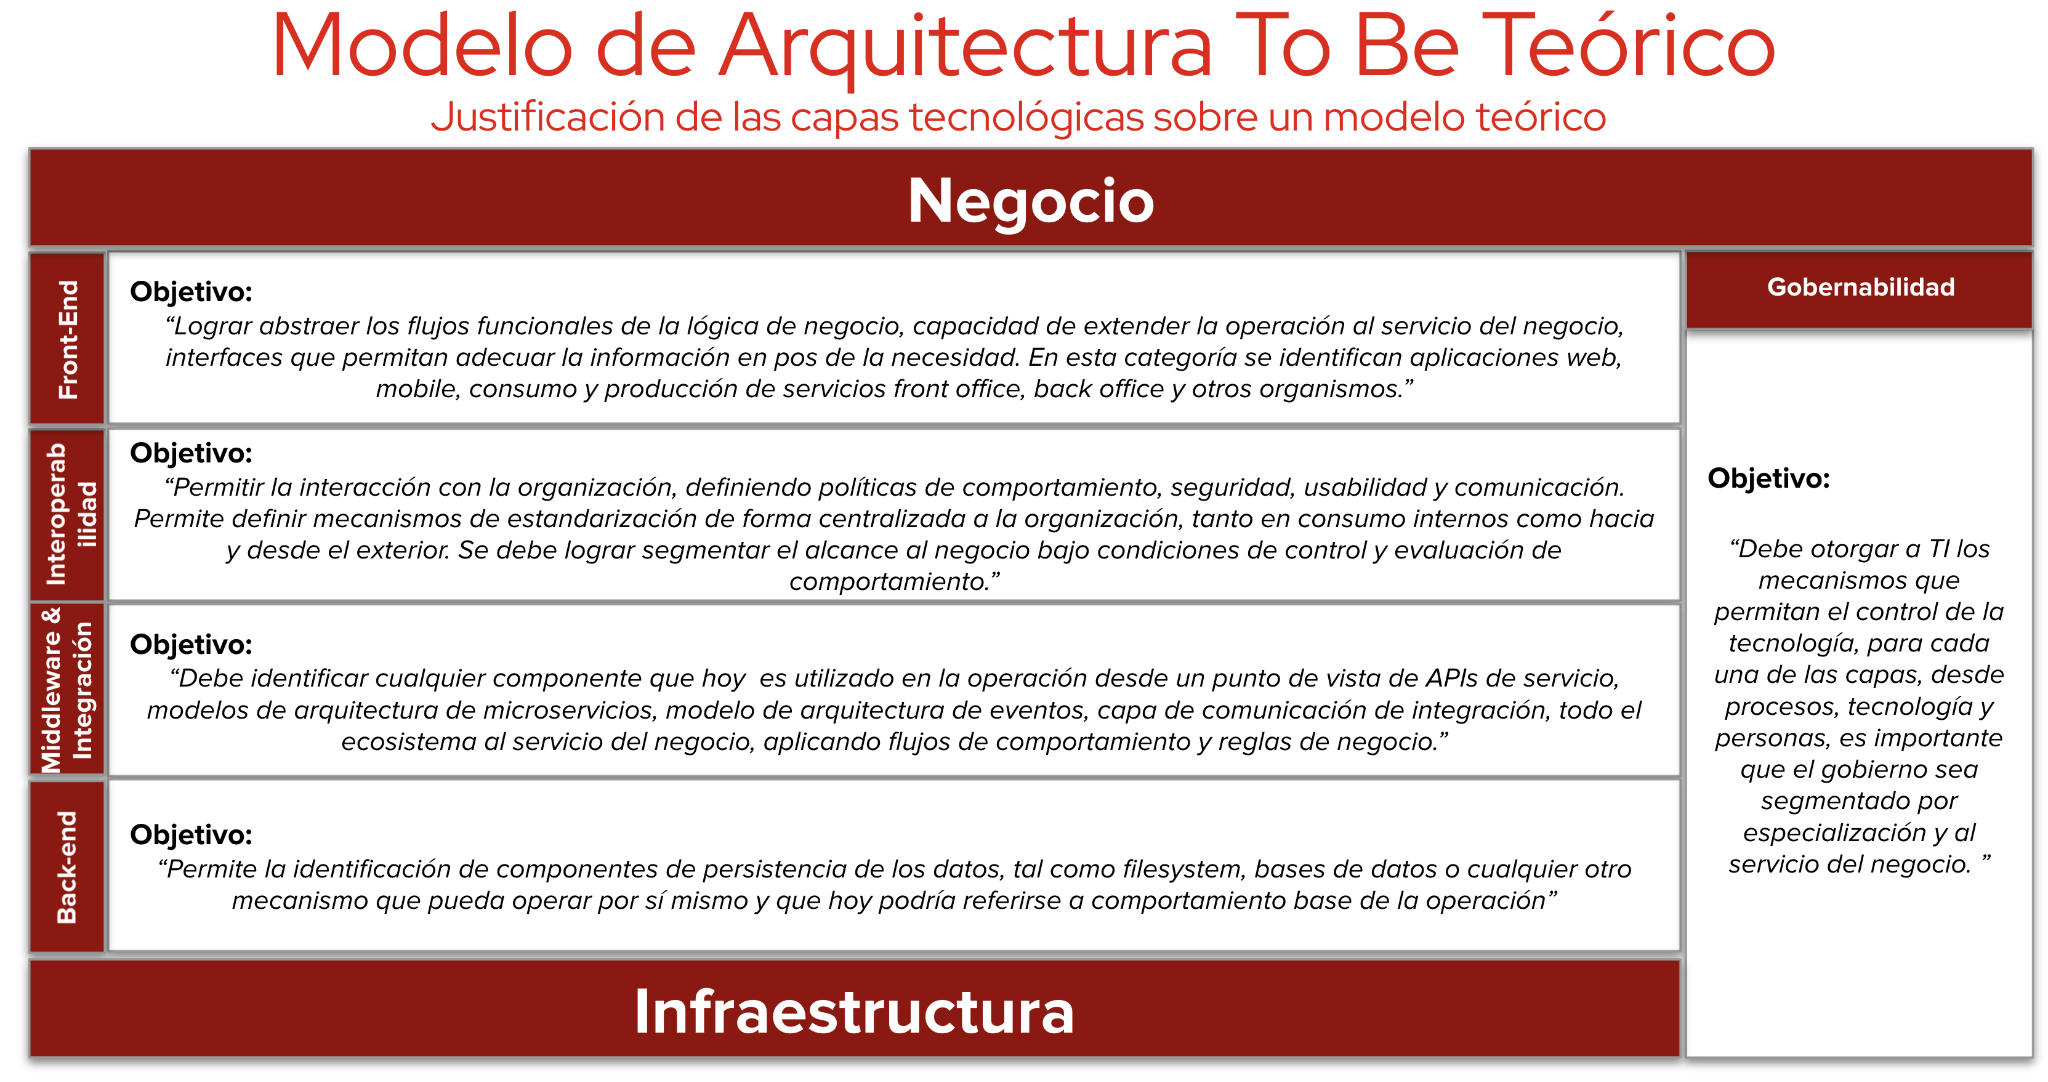 Modelo de Arquitectura To Be Teórico
Justificación de las capas tecnológicas sobre un modelo teórico
Negocio
Front-End
Objetivo:
“Lograr abstraer los flujos funcionales de la lógica de negocio, capacidad de extender la operación al servicio del negocio,
interfaces que permitan adecuar la información en pos de la necesidad. En esta categoría se identifican aplicaciones web,
mobile, consumo y producción de servicios front office, back office y otros organismos.”
Interoperab
ilidad
Objetivo:
“Permitir la interacción con la organización, definiendo políticas de comportamiento, seguridad, usabilidad y comunicación.
Permite definir mecanismos de estandarización de forma centralizada a la organización, tanto en consumo internos como hacia
y desde el exterior. Se debe lograr segmentar el alcance al negocio bajo condiciones de control y evaluación de
comportamiento.”
Middleware &
Integración
Objetivo:
“Debe identificar cualquier componente que hoy  es utilizado en la operación desde un punto de vista de APIs de servicio,
modelos de arquitectura de microservicios, modelo de arquitectura de eventos, capa de comunicación de integración, todo el
ecosistema al servicio del negocio, aplicando flujos de comportamiento y reglas de negocio.”
Back-end
Objetivo:
“Permite la identificación de componentes de persistencia de los datos, tal como filesystem, bases de datos o cualquier otro
mecanismo que pueda operar por sí mismo y que hoy podría referirse a comportamiento base de la operación”
Infraestructura
Gobernabilidad
Objetivo:
“Debe otorgar a TI los
mecanismos que
permitan el control de la
tecnología, para cada
una de las capas, desde
procesos, tecnología y
personas, es importante
que el gobierno sea
segmentado por
especialización y al
servicio del negocio. ”